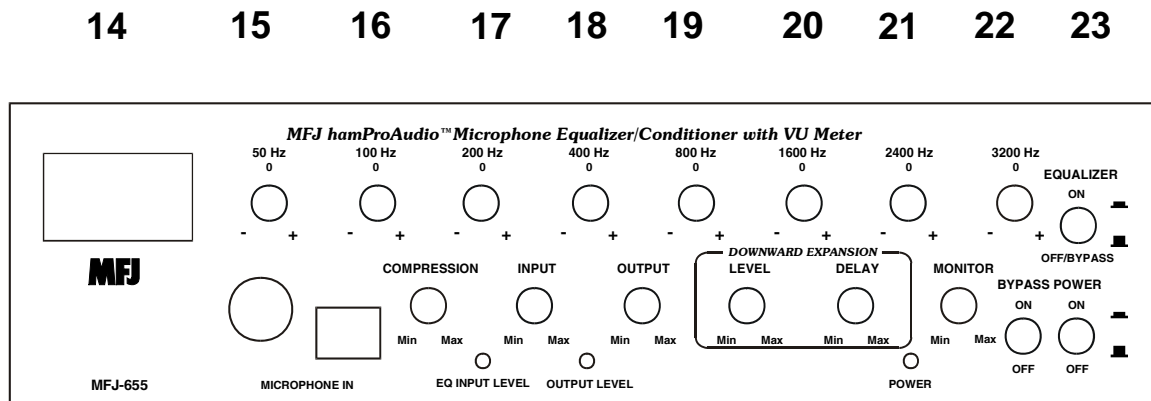 14 15 16 17 18 19 20 21 22 23
MFJ hamProAudio™ Microphone Equalizer/Conditioner with VU Meter
50 Hz 100 Hz 200 Hz 400 Hz 800 Hz 1600 Hz 2400 Hz 3200 Hz
0 0 0 0 0 0 0 0
EQUALIZER
ON
- + - + - + - + - + - + - + - +
OFF/BYPASS
DOWNWARD EXPANSION
MFJ
COMPRESSION INPUT OUTPUT LEVEL DELAY MONITOR
BYPASS POWER
ON ON
Min Max Min Max Min Max Min Max Min Max Min Max
OFF OFF
MFJ-655 MICROPHONE IN EQ INPUT LEVEL OUTPUT LEVEL POWER